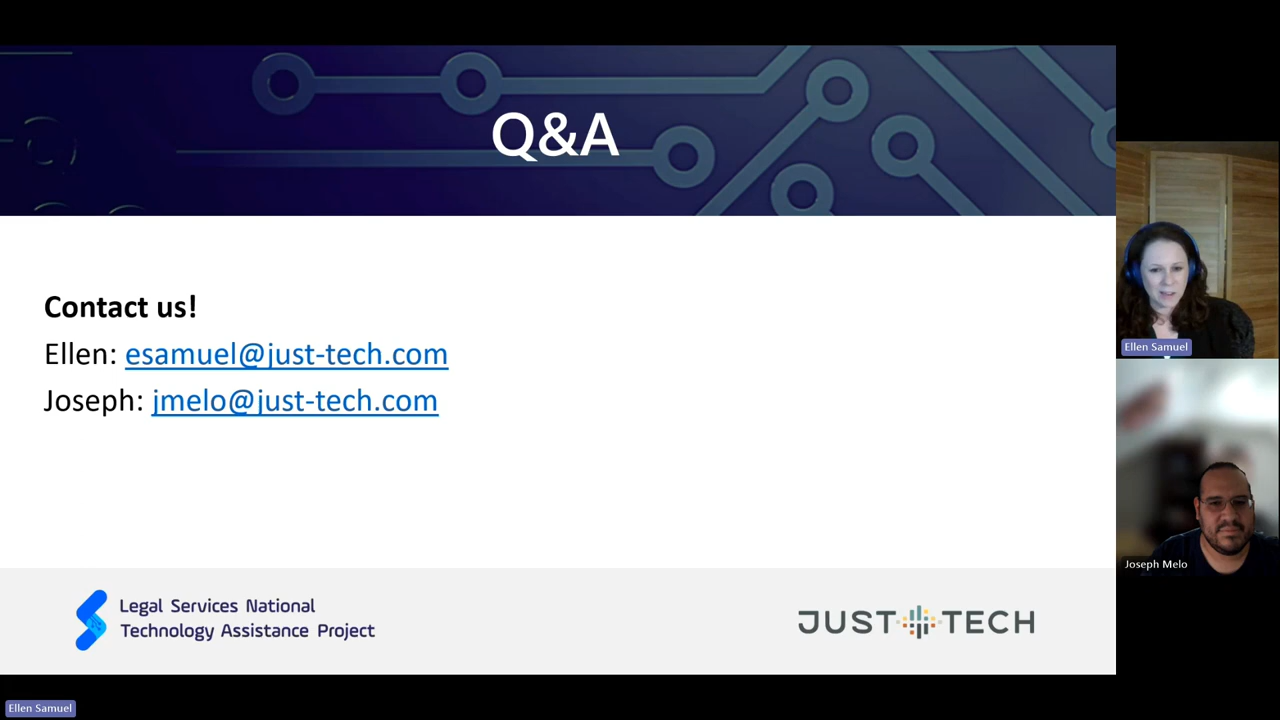 Q&A
Contact us!
Ellen: esamuel@just-tech.com
Joseph: jmelo@just-tech.com
Legal Services National
Technology Assistance Project
JUST TECH
Ellen Samuel
Joseph Melo
Ellen Samuel